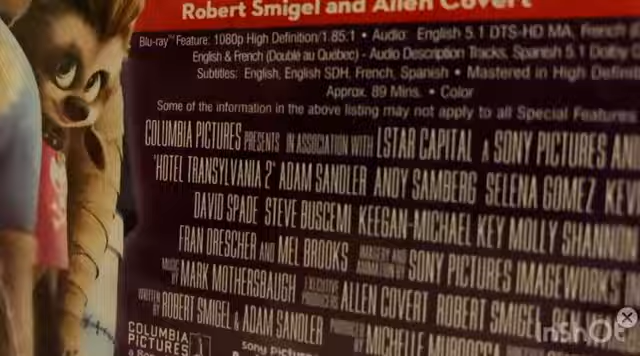 Robert Smigel and Allen Covert
Blu-ray™ Feature: 1080p High Definition/1.85:1 • Audio: English 5.1 DTS-HD MA, French
English & French (Doublé au Québec) - Audio Description Tracks, Spanish 5.1 Dolby
Subtitles: English, English SDH, French, Spanish • Mastered in High
Approx. 89 Mins. • Color
Some of the information in the above listing may not apply to all Special Features
COLUMBIA PICTURES PRESENTS IN ASSOCIATION WITH LSTAR CAPITAL A SONY PICTURES
"HOTEL TRANSYLVANIA 2" ADAM SANDLER ANDY SAMBERG SELENA GOMEZ
DAVID SPADE STEVE BUSCEMI KEEGAN-MICHAEL KEY MOLLY SHANNON
FRAN DRESCHER AND MEL BROOKS IMAGERY AND ANIMATION BY SONY PICTURES IMAGEWORKS
MUSIC BY MARK MOTHERSBAUGH EXECUTIVE PRODUCERS ALLEN COVERT ROBERT SMIGEL BEN
WRITTEN BY ROBERT SMIGEL & ADAM SANDLER PRODUCED BY MICHELLE
COLUMBIA PICTURES
sony
InShOt